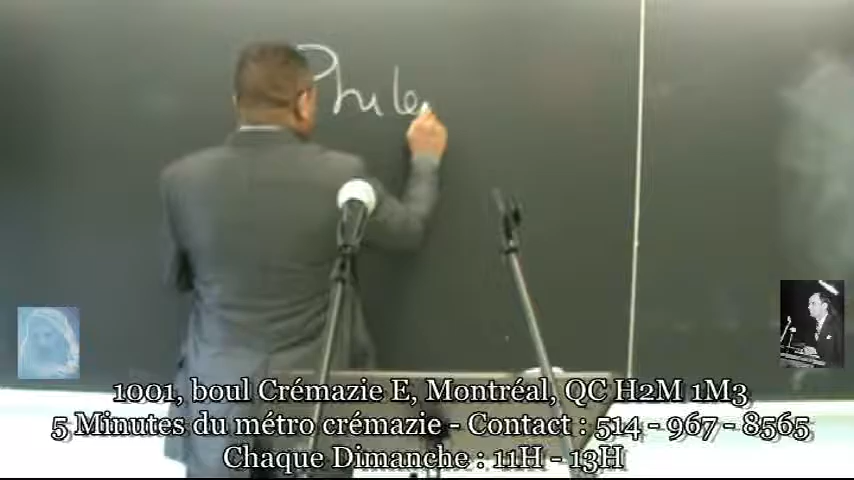 Phile
1001, boul Crémazie E, Montréal, QC H2M 1M3
5 Minutes du métro crémazie - Contact : 514 - 967 - 8565
Chaque Dimanche : 11H - 13H